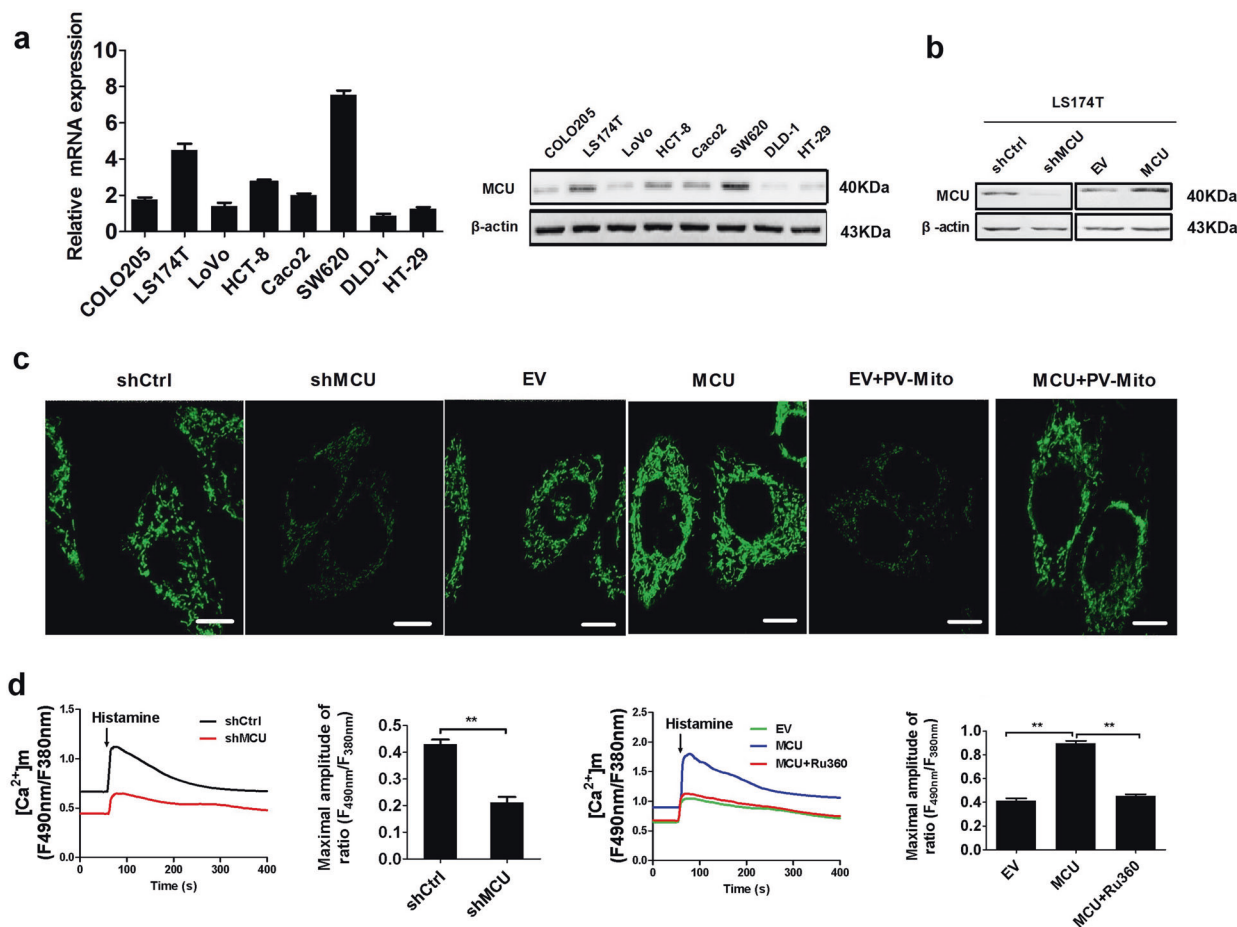 a
Relative mRNA expression
10
8
6
4
2
0
COLO205
LS174T
LoVo
HCT-8
Caco2
SW620
DLD-1
HT-29
COLO205
LS174T
LoVo
HCT-8
Caco2
SW620
DLD-1
HT-29
MCU
40KDa
β-actin
43KDa
b
LS174T
shCtrl
shMCU
EV
MCU
MCU
40KDa
β -actin
43KDa
c
shCtrl
shMCU
EV
MCU
EV+PV-Mito
MCU+PV-Mito
d
[Ca2+]m
(F490nm/F380nm)
1.5
1.0
0.5
0.0
Histamine
shCtrl
shMCU
0
100
200
300
400
Time (s)
Maximal amplitude of
ratio (F490nm/F380nm)
0.5
0.4
0.3
0.2
0.1
0.0
**
shCtrl
shMCU
[Ca2+]m
(F490nm/F380nm)
2.5
2.0
1.5
1.0
0.5
0.0
Histamine
EV
MCU
MCU+Ru360
0
100
200
300
400
Time (s)
Maximal amplitude of
ratio (F490nm/F380nm)
1.0
0.8
0.6
0.4
0.2
0.0
**
**
EV
MCU
MCU+Ru360